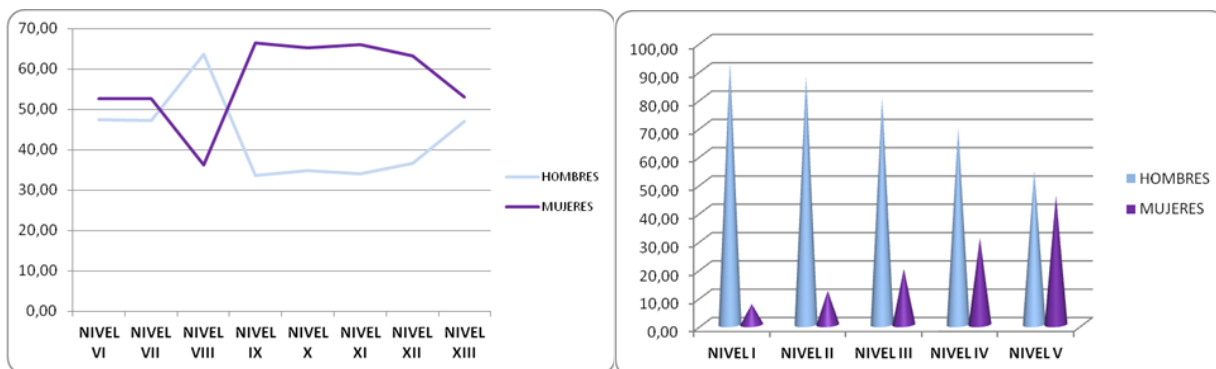 70,00
60,00
50,00
40,00
30,00
20,00
10,00
0,00
NIVEL VI
NIVEL VII
NIVEL VIII
NIVEL IX
NIVEL X
NIVEL XI
NIVEL XII
NIVEL XIII
HOMBRES
MUJERES
100,00
90,00
80,00
70,00
60,00
50,00
40,00
30,00
20,00
10,00
0,00
NIVEL I
NIVEL II
NIVEL III
NIVEL IV
NIVEL V
HOMBRES
MUJERES